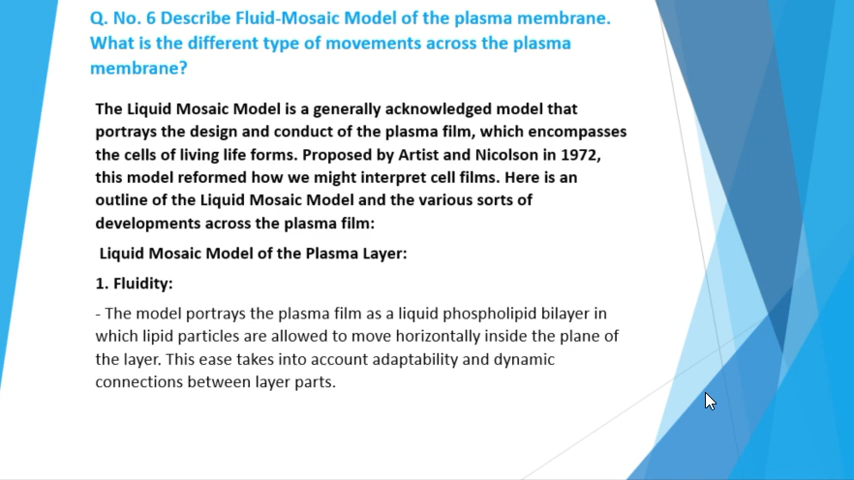 Q. No. 6 Describe Fluid-Mosaic Model of the plasma membrane.
What is the different type of movements across the plasma
membrane?
The Liquid Mosaic Model is a generally acknowledged model that
portrays the design and conduct of the plasma film, which encompasses
the cells of living life forms. Proposed by Artist and Nicolson in 1972,
this model reformed how we might interpret cell films. Here is an
outline of the Liquid Mosaic Model and the various sorts of
developments across the plasma film:
Liquid Mosaic Model of the Plasma Layer:
1. Fluidity:
- The model portrays the plasma film as a liquid phospholipid bilayer in
which lipid particles are allowed to move horizontally inside the plane of
the layer. This ease takes into account adaptability and dynamic
connections between layer parts.